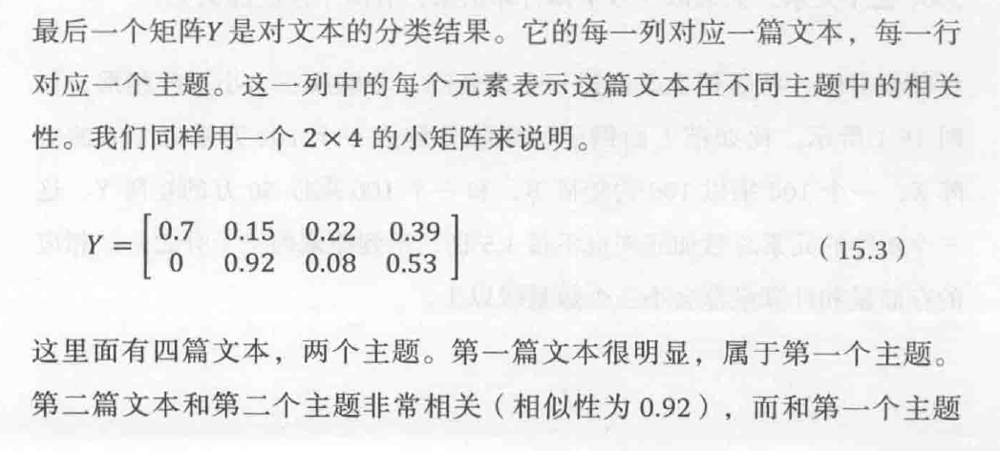 最后一个矩阵Y是对文本的分类结果。它的每一列对应一篇文本，每一行
对应一个主题。这一列中的每个元素表示这篇文本在不同主题中的相关
性。我们同样用一个 2×4 的小矩阵来说明。
Y = [ 0.7 0.15 0.22 0.39
0 0.92 0.08 0.53 ] （15.3）
这里面有四篇文本，两个主题。第一篇文本很明显，属于第一个主题。
第二篇文本和第二个主题非常相关（相似性为 0.92），而和第一个主题